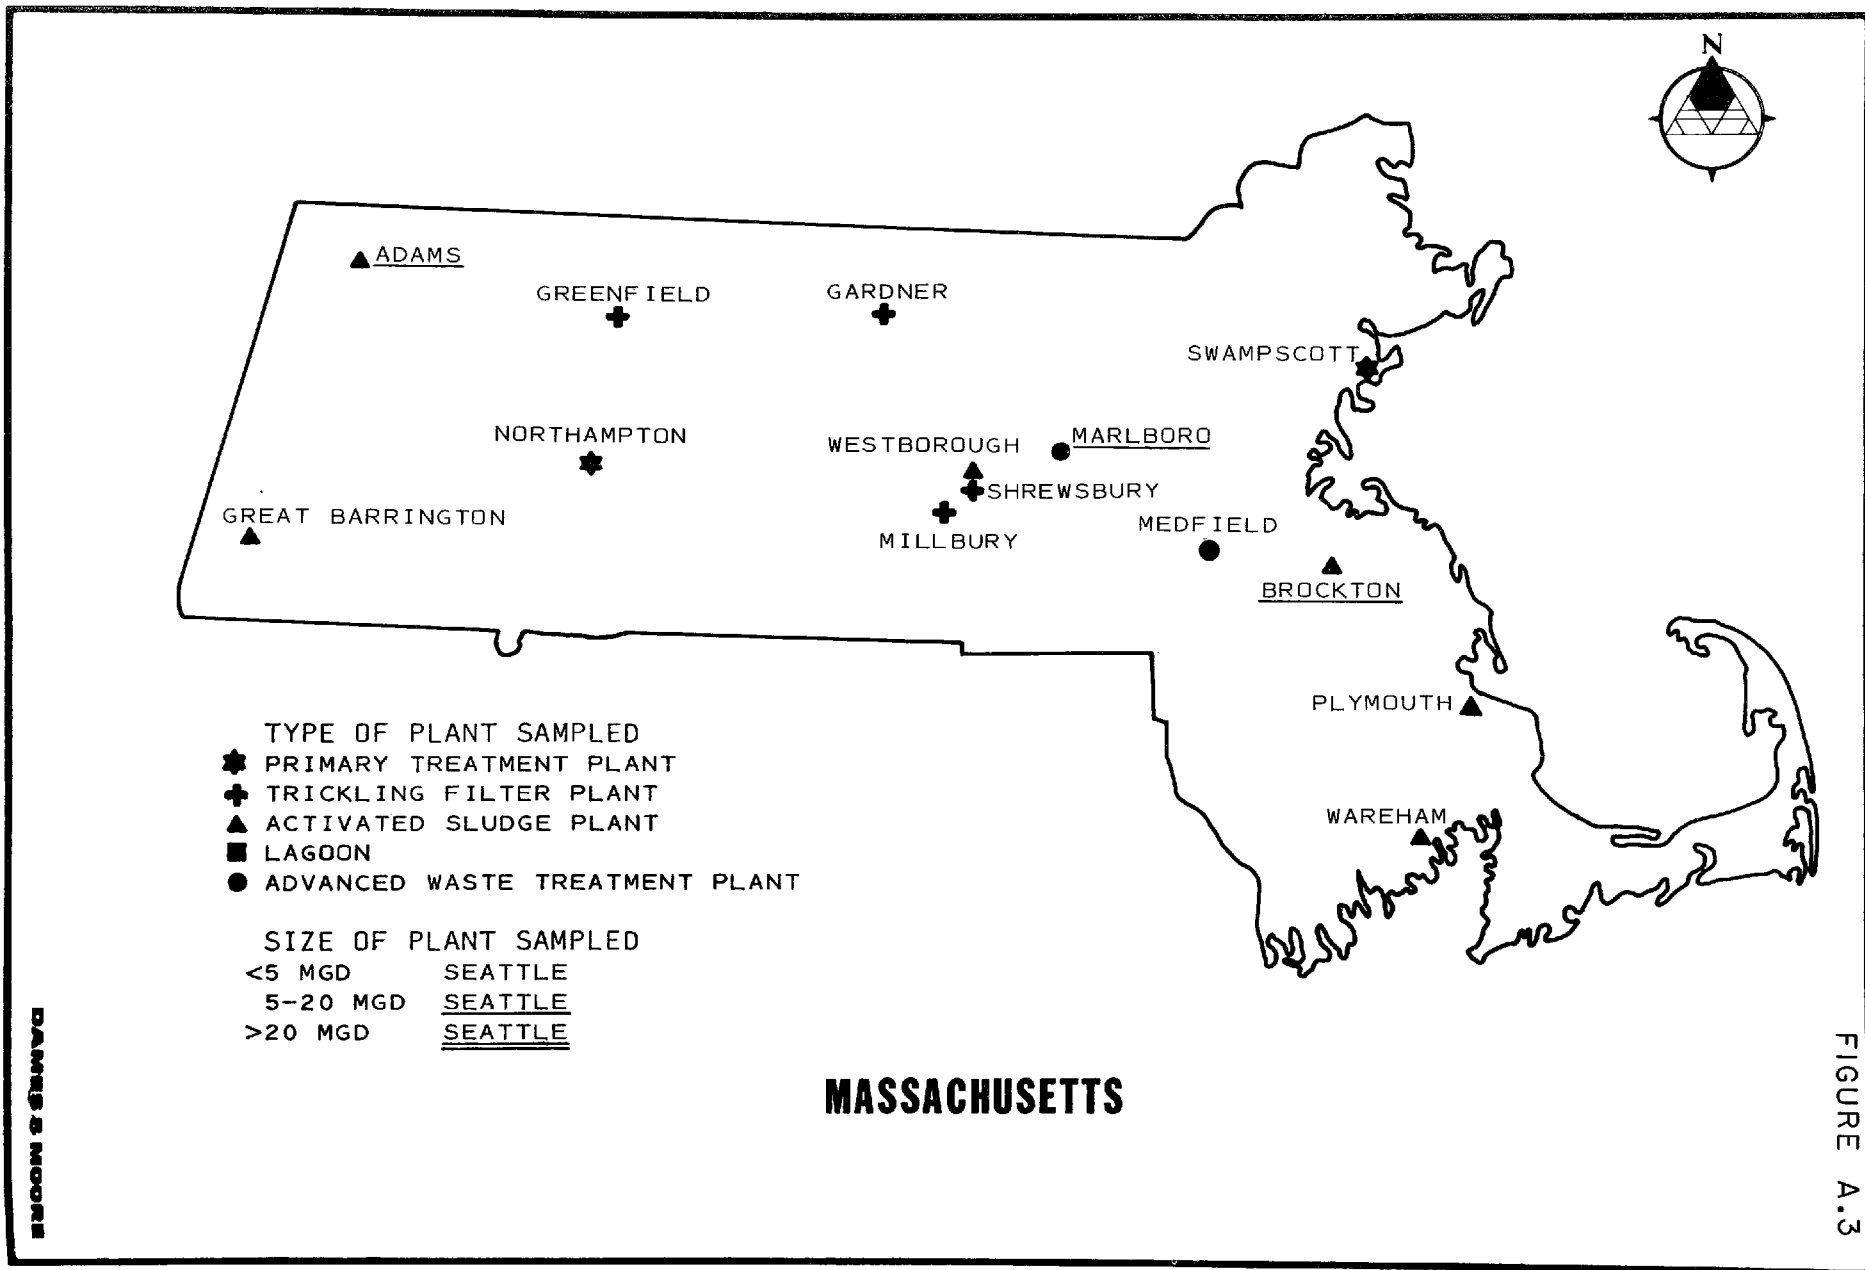 N
ADAMS
GREENFIELD
GARDNER
SWAMPSCOTT
NORTHAMPTON
WESTBOROUGH
MARLBORO
SHREWSBURY
GREAT BARRINGTON
MILLBURY
MEDFIELD
BROCKTON
PLYMOUTH
WAREHAM
TYPE OF PLANT SAMPLED
PRIMARY TREATMENT PLANT
TRICKLING FILTER PLANT
ACTIVATED SLUDGE PLANT
LAGOON
ADVANCED WASTE TREATMENT PLANT
SIZE OF PLANT SAMPLED
<5 MGD SEATTLE
5-20 MGD SEATTLE
>20 MGD SEATTLE
MASSACHUSETTS
DAMES & MOORE
FIGURE A.3